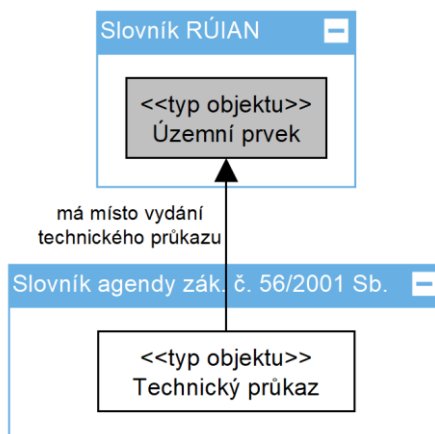 Slovník RÚIAN
<<typ objektu>>
Územní prvek
má místo vydání
technického průkazu
Slovník agendy zák. č. 56/2001 Sb.
<<typ objektu>>
Technický průkaz